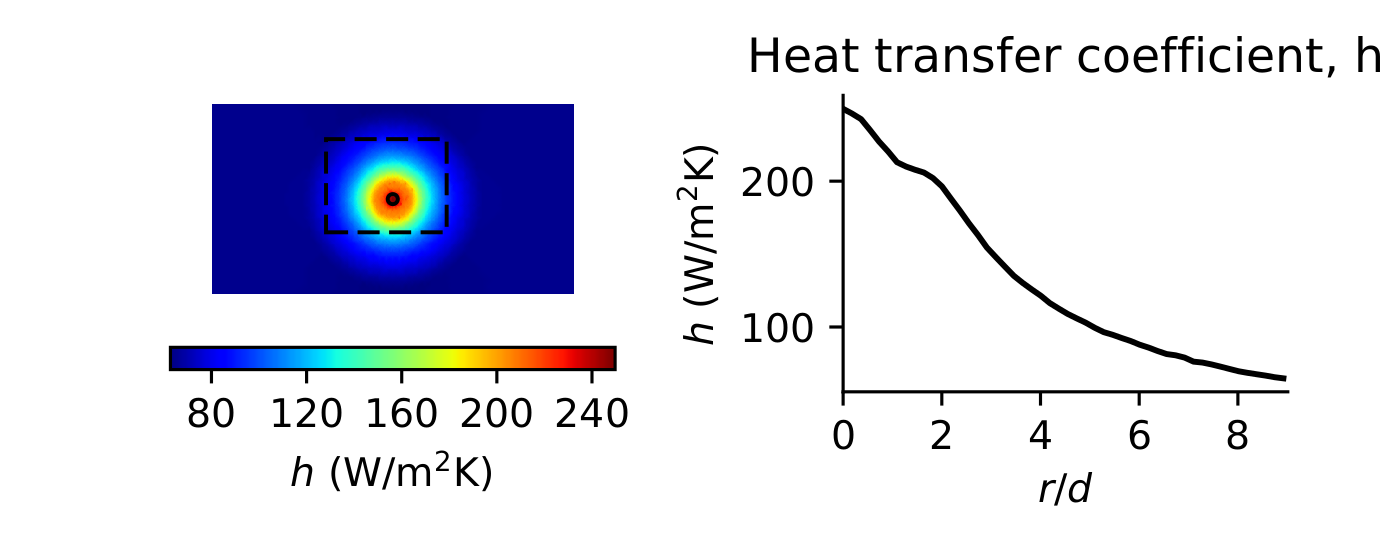 80 120 160 200 240
h (W/m²K)
Heat transfer coefficient, h
h (W/m²K)
200
100
0 2 4 6 8
r/d